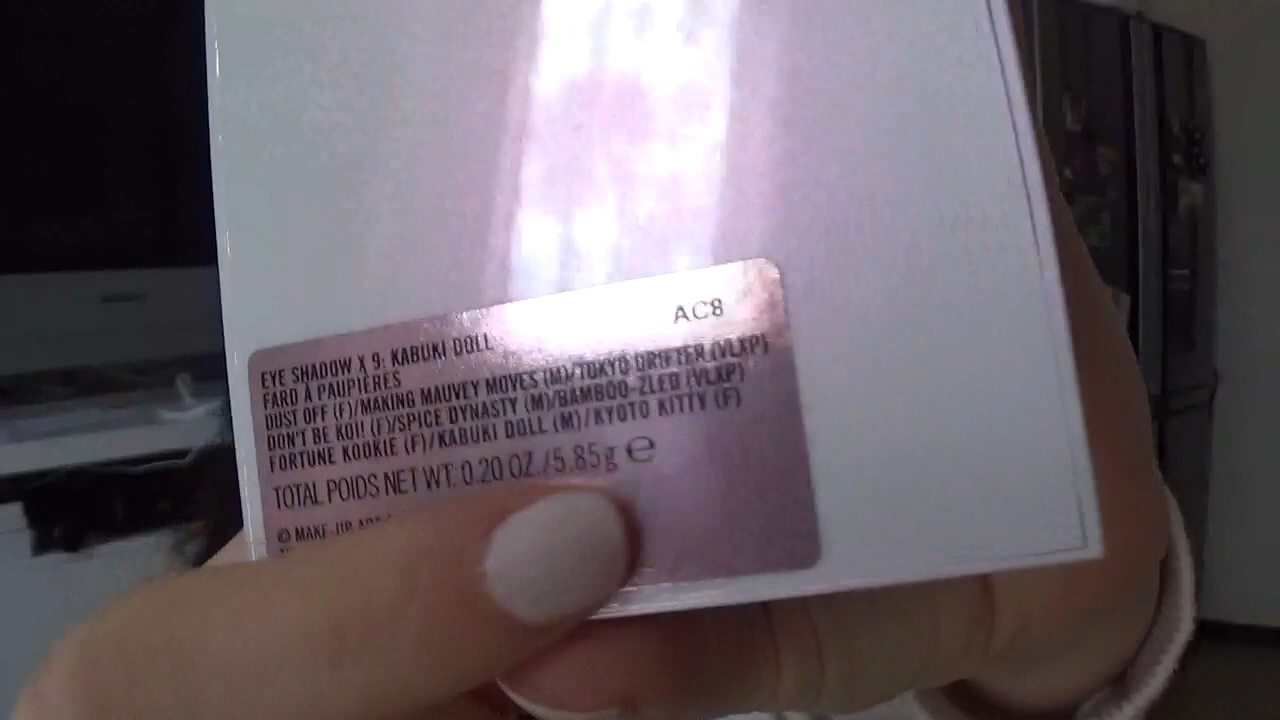 AC8
EYE SHADOW X 9: KABUKI DOLL
FARD À PAUPIÈRES
DUST OFF (F)/MAKING MAUVEY MOVES (M)/TOKYO DRIFTER (VLXP)
DON'T BE KOI! (F)/SPICE DYNASTY (M)/BAMBOO-ZLED (VLXP)
FORTUNE KOOKIE (F)/KABUKI DOLL (M)/KYOTO KITTY (F)
TOTAL POIDS NET WT. 0.20 OZ./5.85g ℮
© MAKE-UP